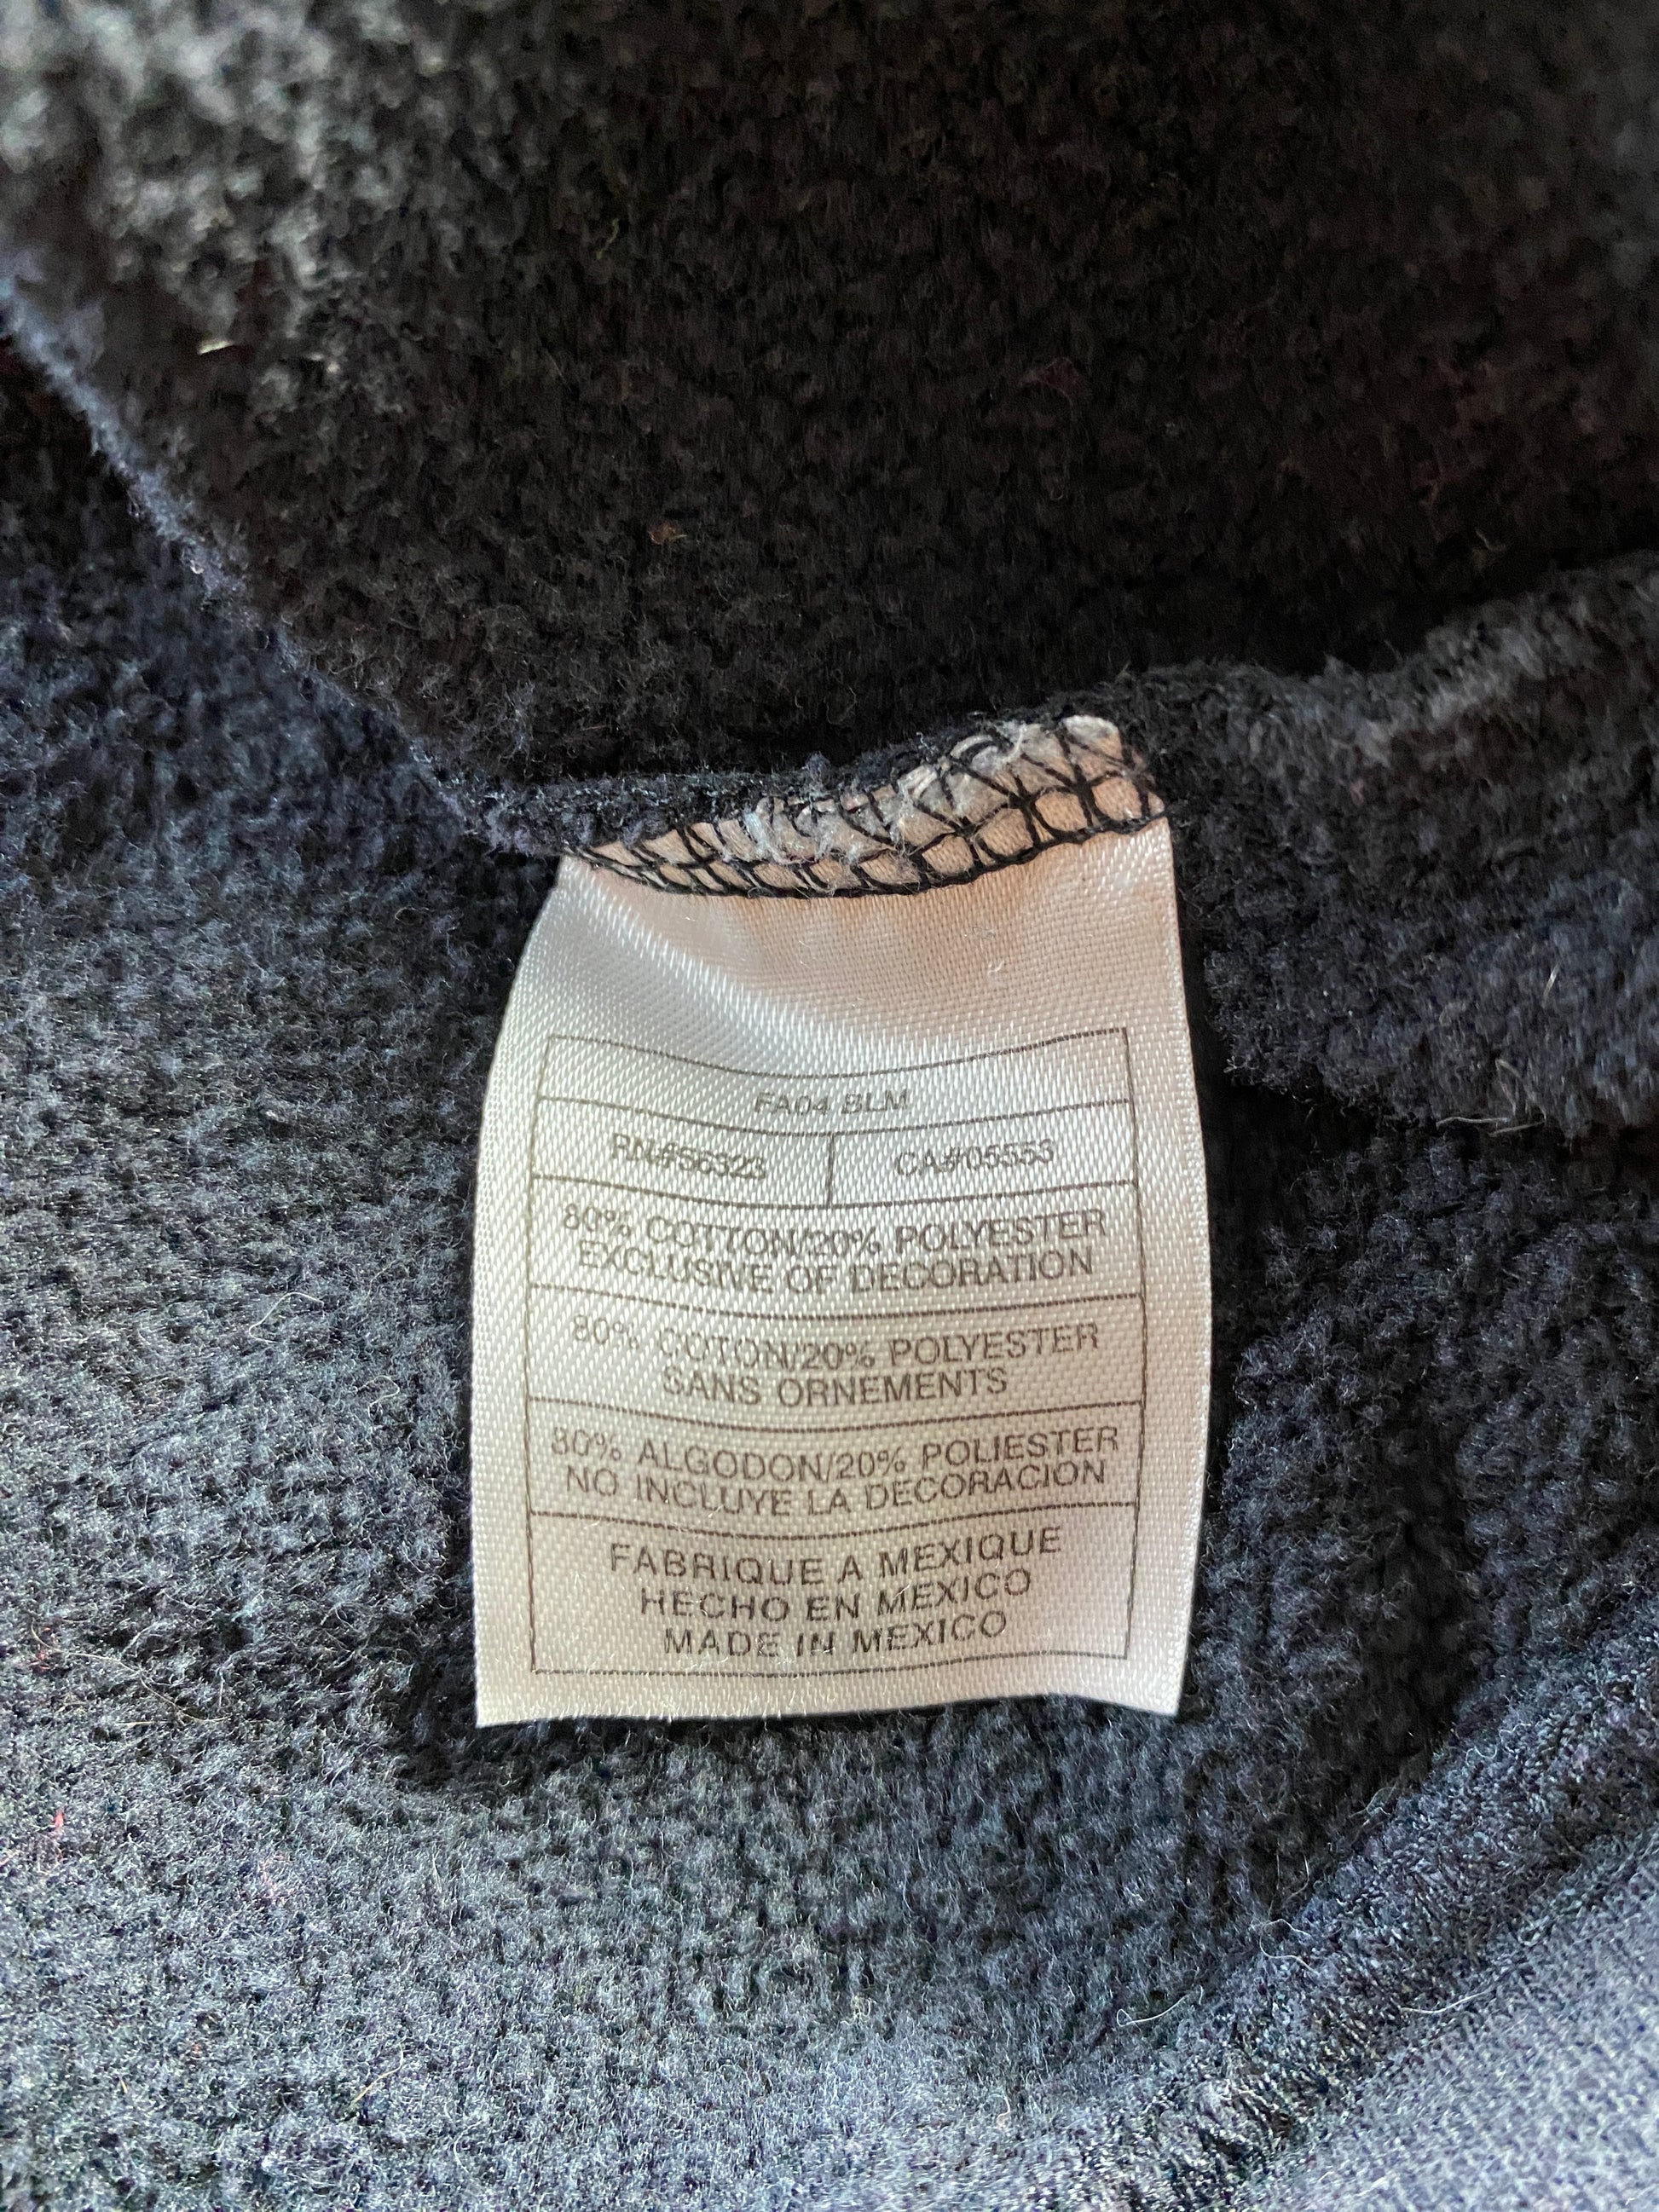 FA04 BLM
RN#56323
CA#05553
80% COTTON/20% POLYESTER
EXCLUSIVE OF DECORATION
80% COTON/20% POLYESTER
SANS ORNEMENTS
80% ALGODON/20% POLIESTER
NO INCLUYE LA DECORACION
FABRIQUE A MEXIQUE
HECHO EN MEXICO
MADE IN MEXICO